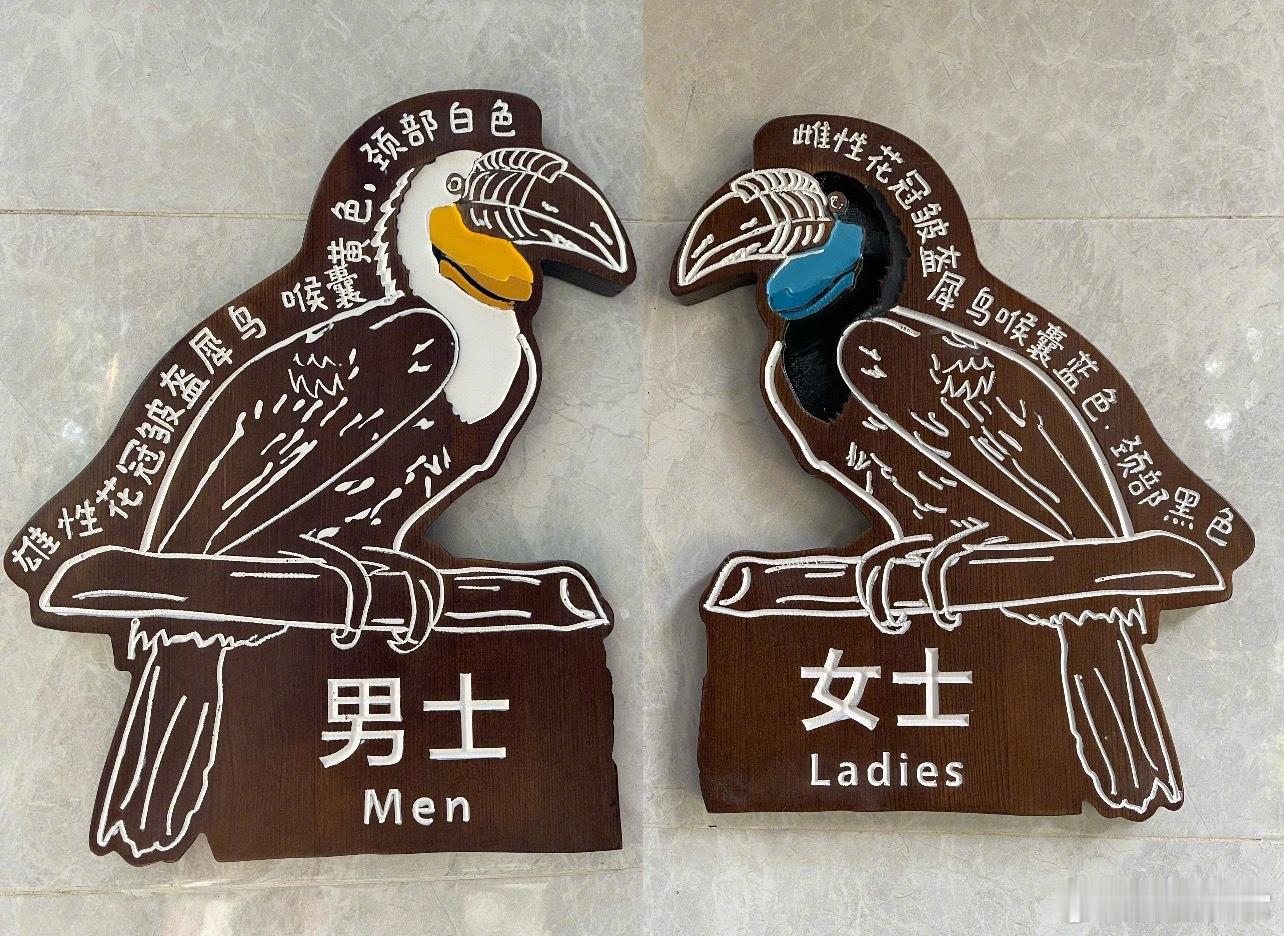 雄性花冠皱盔犀鸟 喉囊黄色、颈部白色
男士
Men
雌性花冠皱盔犀鸟喉囊蓝色.颈部黑色
女士
Ladies